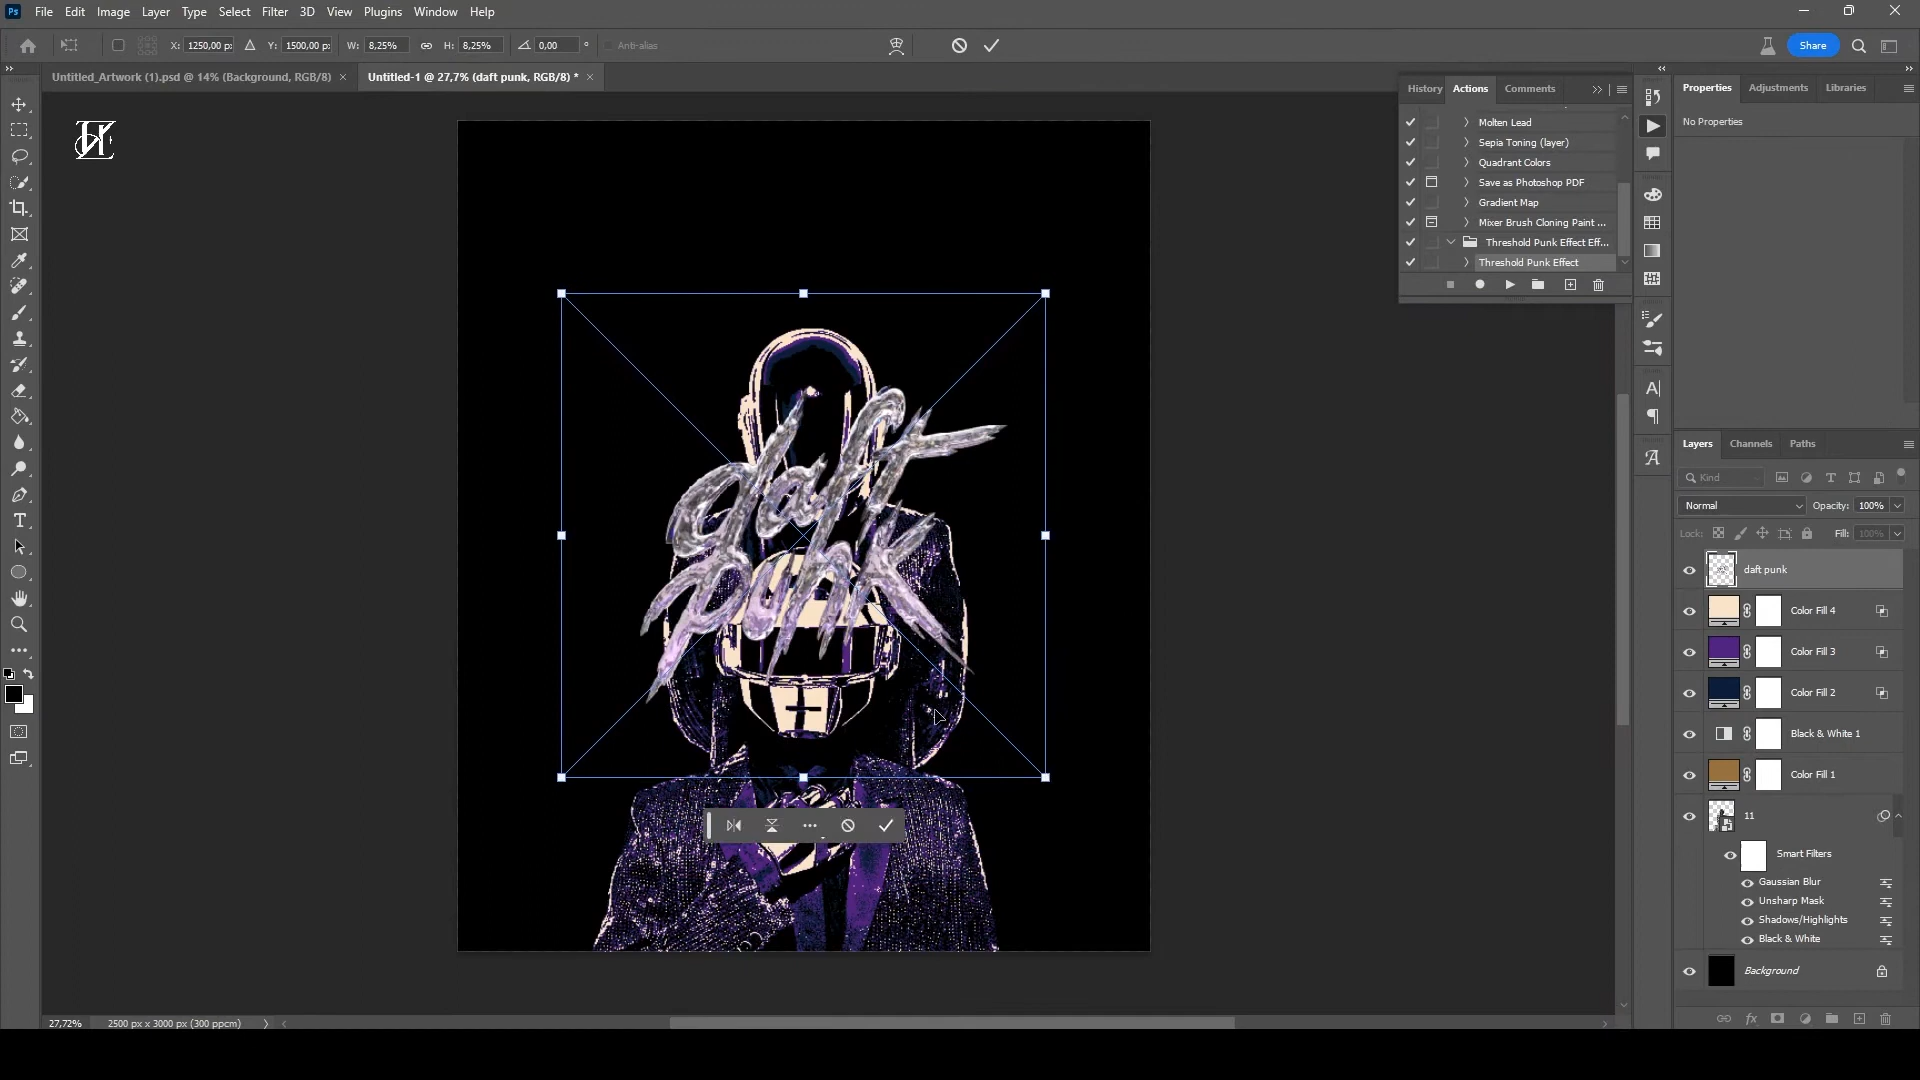 Ps File Edit Image Layer Type Select Filter 3D View Plugins Window Help
X: 1250,00 p: Y: 1500,00 p: W: 8,25% H: 8,25% 0,00 ° Anti-alias Share
Untitled_Artwork (1).psd @ 14% (Background, RGB/8) × Untitled-1 @ 27,7% (daft punk, RGB/8) * ×
History Actions Comments
Molten Lead
Sepia Toning (layer)
Quadrant Colors
Save as Photoshop PDF
Gradient Map
Mixer Brush Cloning Paint ...
Threshold Punk Effect Eff...
Threshold Punk Effect
Properties Adjustments Libraries
No Properties
daft
punk
Layers Channels Paths
Kind
Normal Opacity: 100%
Lock: Fill: 100%
daft punk
Color Fill 4
Color Fill 3
Color Fill 2
Black & White 1
Color Fill 1
11
Smart Filters
Gaussian Blur
Unsharp Mask
Shadows/Highlights
Black & White
Background
27,72% 2500 px x 3000 px (300 ppcm)